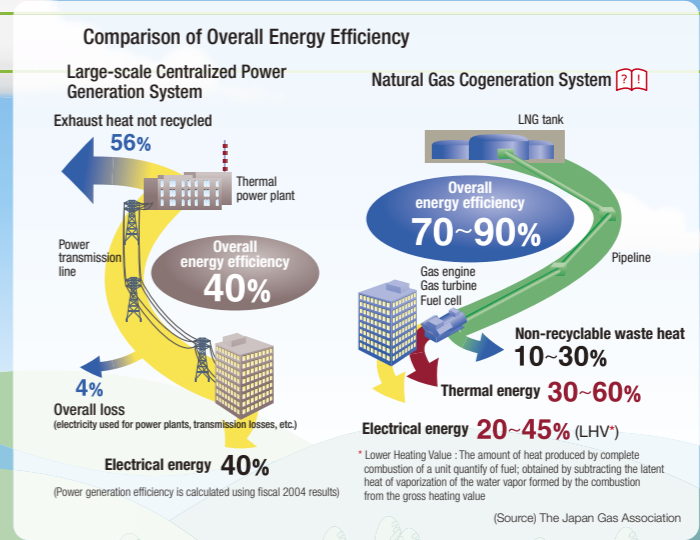 Comparison of Overall Energy Efficiency
Large-scale Centralized Power
Generation System
Exhaust heat not recycled
56%
Thermal
power plant
Power
transmission
line
Overall
energy efficiency
40%
4%
Overall loss
(electricity used for power plants, transmission losses, etc.)
Electrical energy 40%
(Power generation efficiency is calculated using fiscal 2004 results)
Natural Gas Cogeneration System ? !
LNG tank
Overall
energy efficiency
70~90%
Pipeline
Gas engine
Gas turbine
Fuel cell
Non-recyclable waste heat
10~30%
Thermal energy 30~60%
Electrical energy 20~45% (LHV*)
* Lower Heating Value : The amount of heat produced by complete
combustion of a unit quantify of fuel; obtained by subtracting the latent
heat of vaporization of the water vapor formed by the combustion
from the gross heating value
(Source) The Japan Gas Association